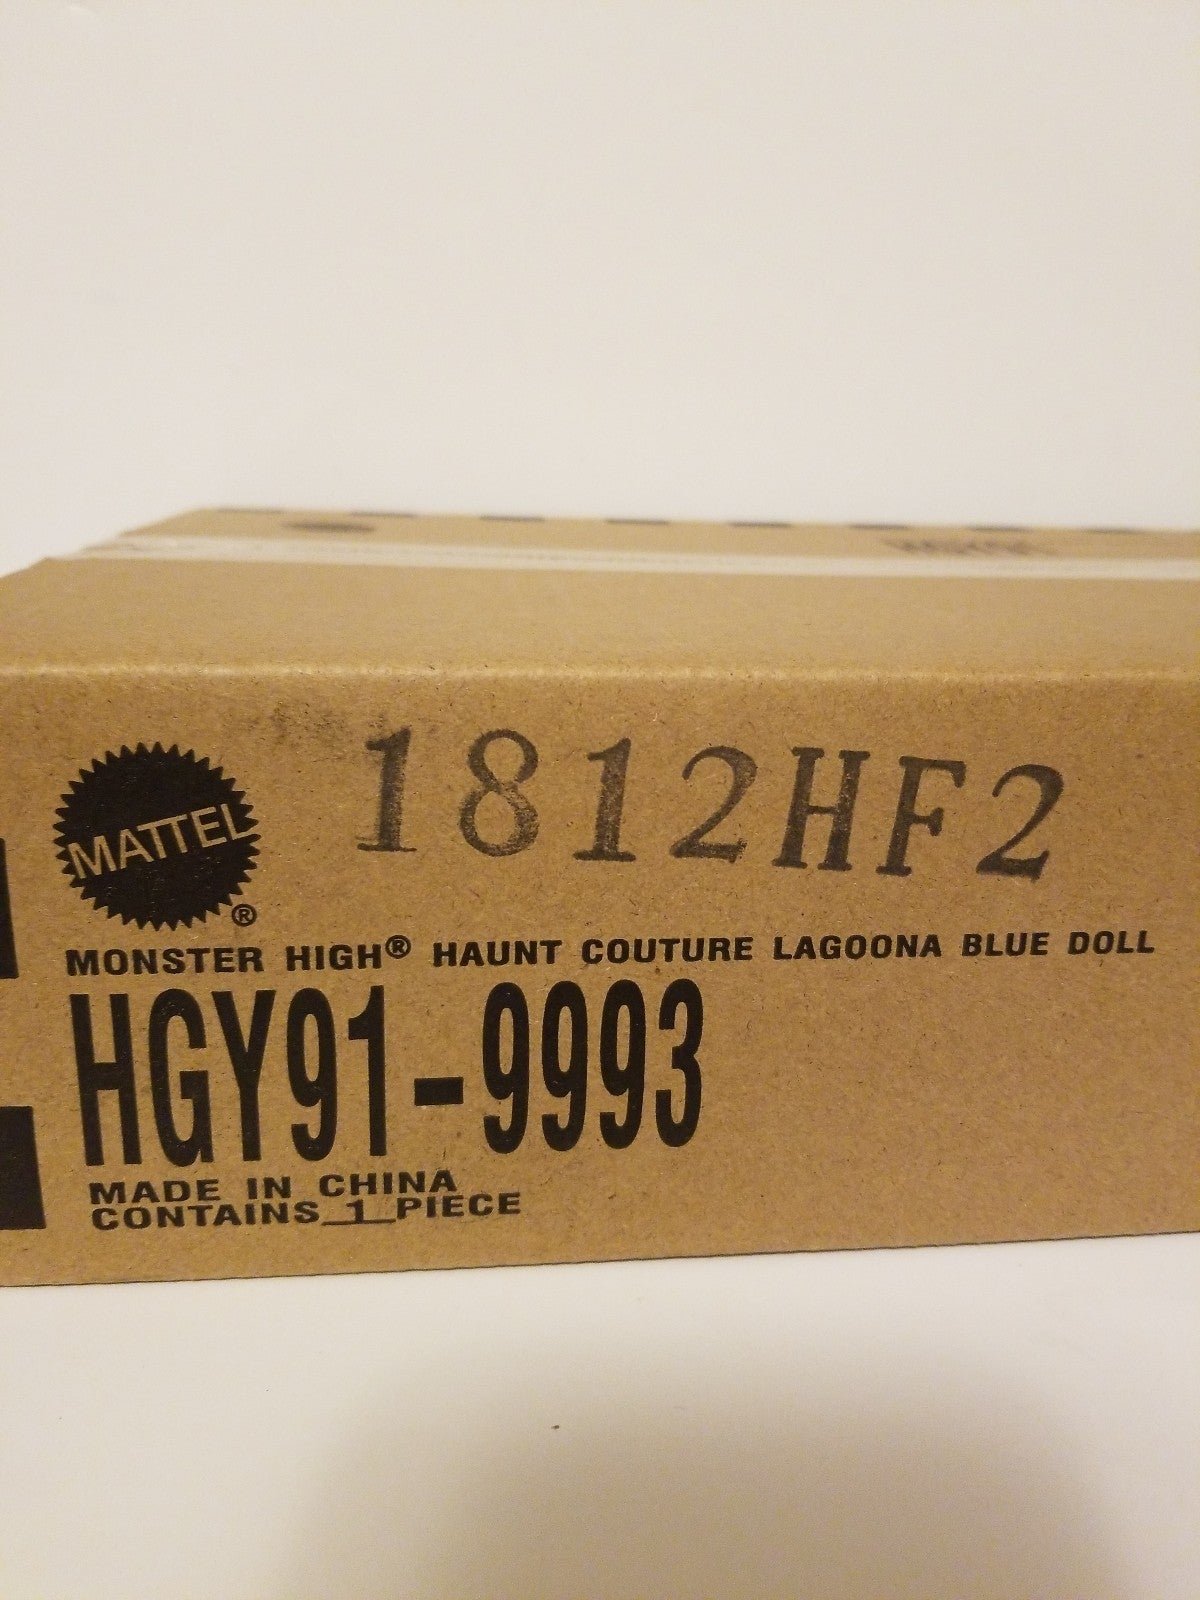 1812HF2
MATTEL
®
MONSTER HIGH® HAUNT COUTURE LAGOONA BLUE DOLL
HGY91-9993
MADE IN CHINA
CONTAINS 1 PIECE